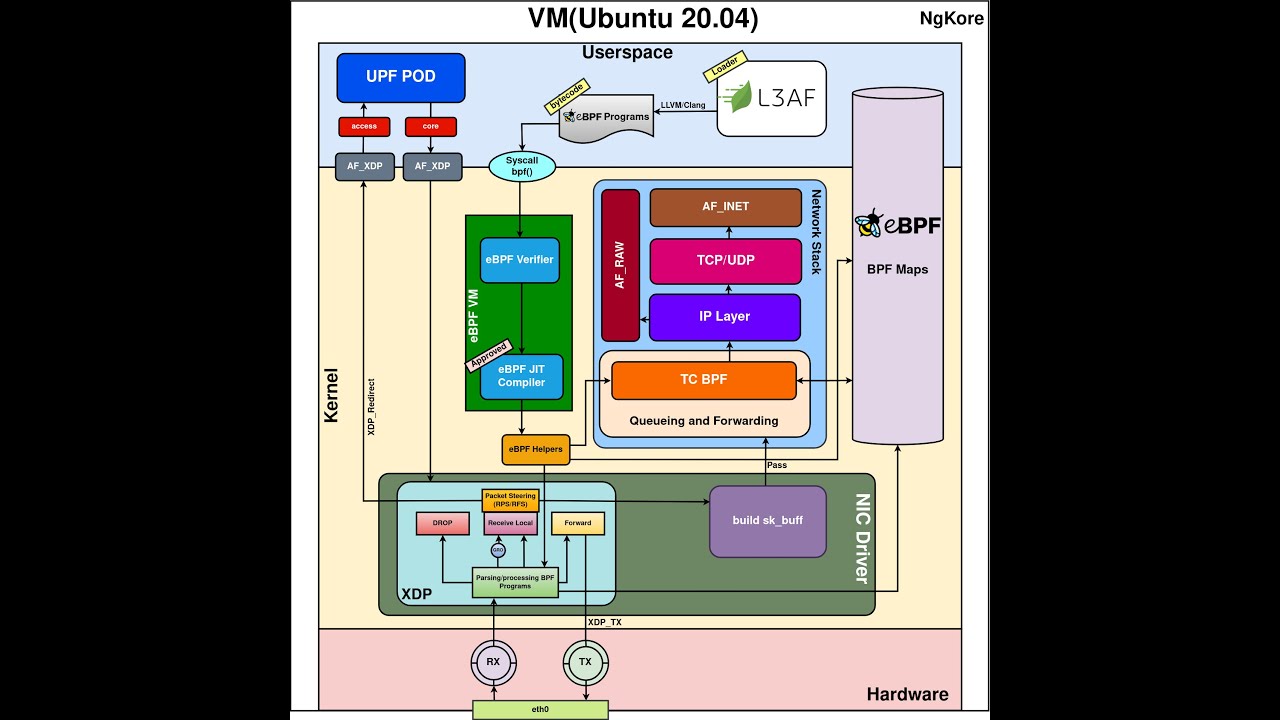 VM(Ubuntu 20.04)
NgKore
Userspace
UPF POD
access
core
AF_XDP
AF_XDP
bytecode
eBPF Programs
LLVM/Clang
Loader
L3AF
Syscall
bpf()
eBPF
BPF Maps
Kernel
XDP_Redirect
eBPF VM
eBPF Verifier
Approved
eBPF JIT
Compiler
eBPF Helpers
Network Stack
AF_RAW
AF_INET
TCP/UDP
IP Layer
TC BPF
Queueing and Forwarding
Pass
NIC Driver
build sk_buff
XDP
Packet Steering
(RPS/RFS)
DROP
Receive Local
Forward
GRO
Parsing/processing BPF
Programs
XDP_TX
RX
TX
Hardware
eth0